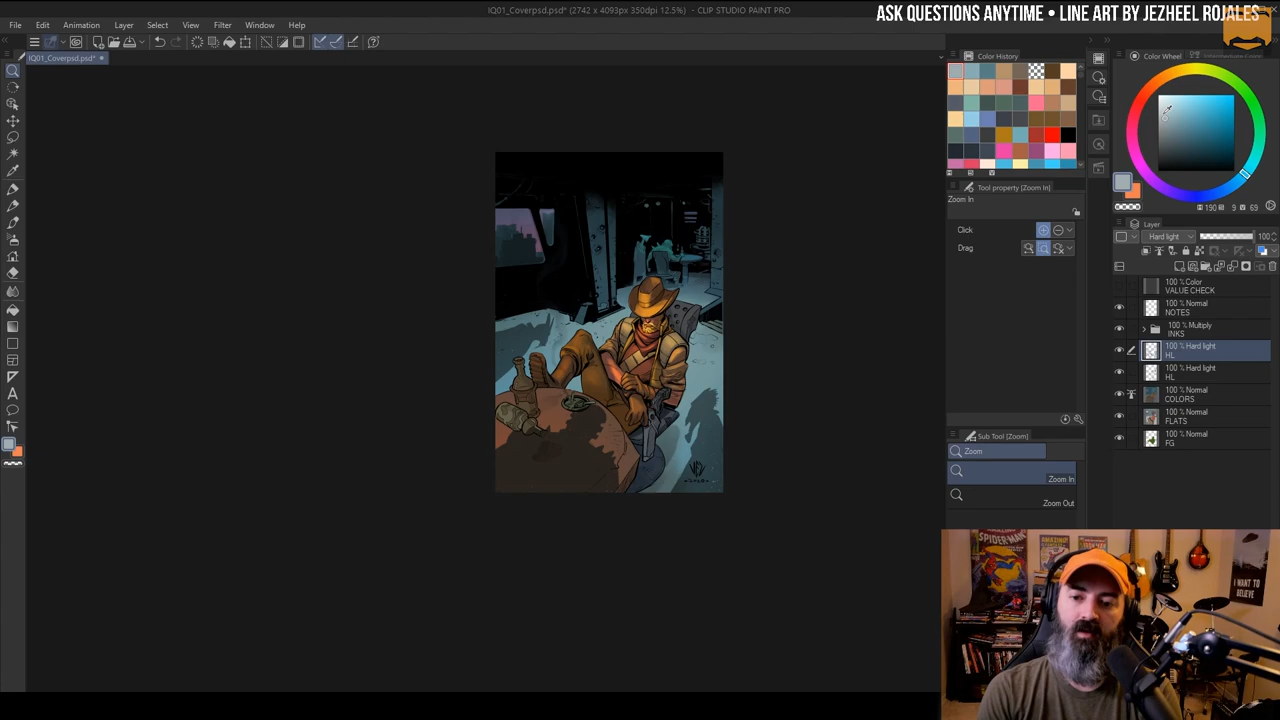 IQ01_Coverpsd.psd* (2742 x 4093px 350dpi 12.5%) - CLIP STUDIO PAINT PRO
ASK QUESTIONS ANYTIME • LINE ART BY JEZHEEL ROJALES
File Edit Animation Layer Select View Filter Window Help
IQ01_Coverpsd.psd*
Color History
Color Wheel
Tool property [Zoom In]
Zoom In
Click
Drag
190 9 69
Layer
Hard light 100
100 % Color
VALUE CHECK
100 % Normal
NOTES
100 % Multiply
INKS
100 % Hard light
HL
100 % Hard light
HL
100 % Normal
COLORS
100 % Normal
FLATS
100 % Normal
FG
Sub Tool [Zoom]
Zoom
Zoom In
Zoom Out
SPIDER-MAN
I WANT TO
BELIEVE